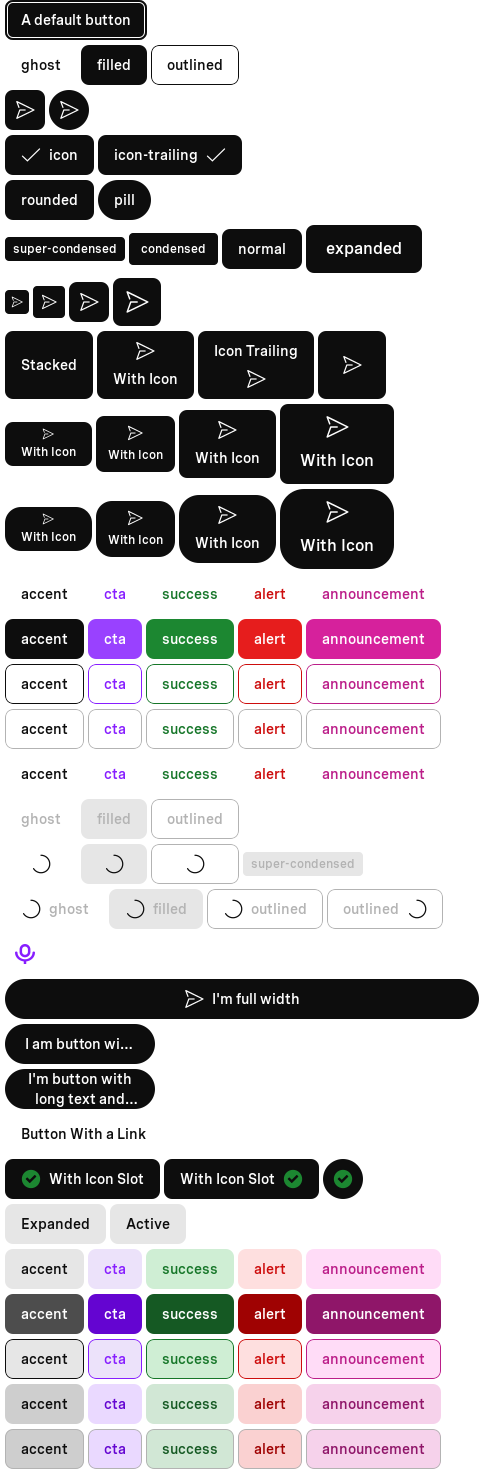 A default button
ghost filled outlined
icon icon-trailing
rounded pill
super-condensed condensed normal expanded
Stacked With Icon Icon Trailing
With Icon With Icon With Icon With Icon
With Icon With Icon With Icon With Icon
accent cta success alert announcement
accent cta success alert announcement
accent cta success alert announcement
accent cta success alert announcement
accent cta success alert announcement
ghost filled outlined
super-condensed
ghost filled outlined outlined
I'm full width
I am button wi...
I'm button with
long text and...
Button With a Link
With Icon Slot With Icon Slot
Expanded Active
accent cta success alert announcement
accent cta success alert announcement
accent cta success alert announcement
accent cta success alert announcement
accent cta success alert announcement